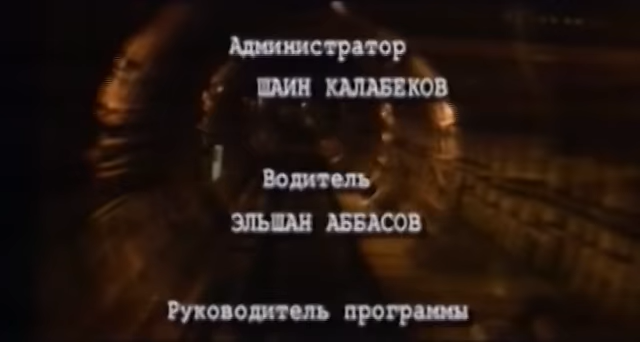 Администратор
ШАИН КАЛАБЕКОВ
Водитель
ЭЛЬШАН АББАСОВ
Руководитель программы